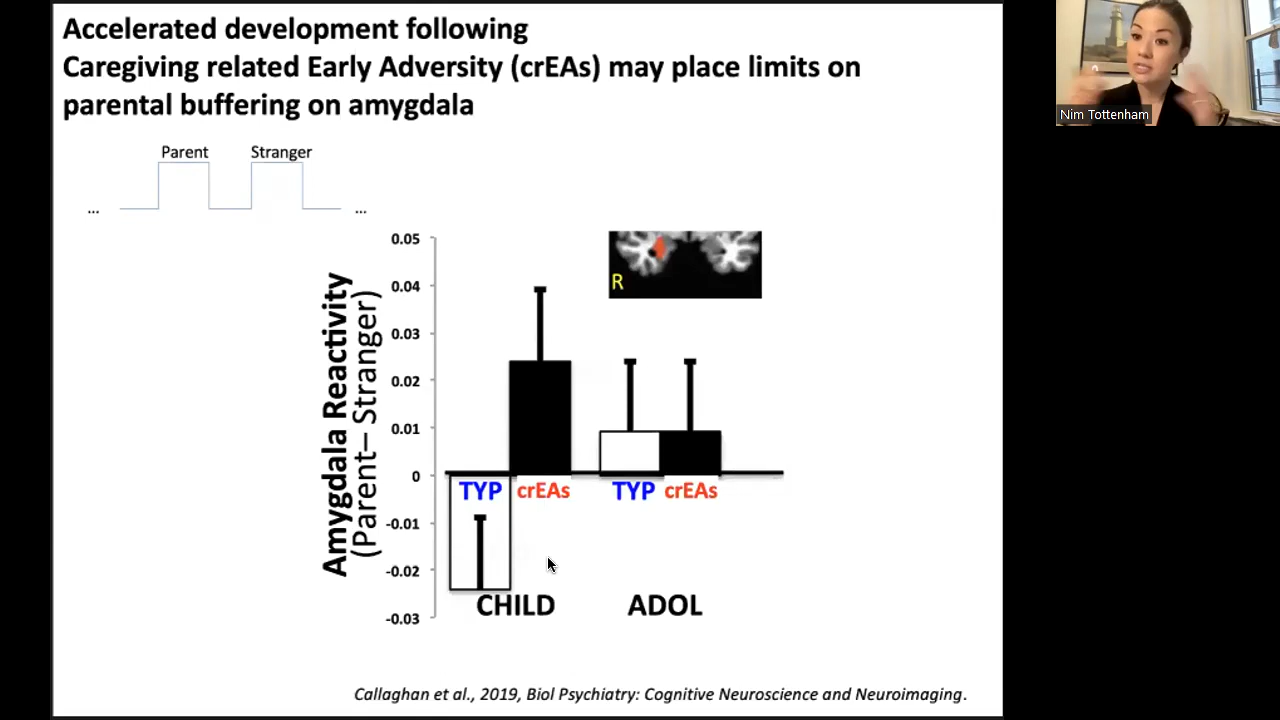 Accelerated development following
Caregiving related Early Adversity (crEAs) may place limits on
parental buffering on amygdala
Nim Tottenham
Parent Stranger
... ...
Amygdala Reactivity
(Parent– Stranger)
0.05
0.04
0.03
0.02
0.01
0
-0.01
-0.02
-0.03
R
TYP crEAs TYP crEAs
CHILD ADOL
Callaghan et al., 2019, Biol Psychiatry: Cognitive Neuroscience and Neuroimaging.